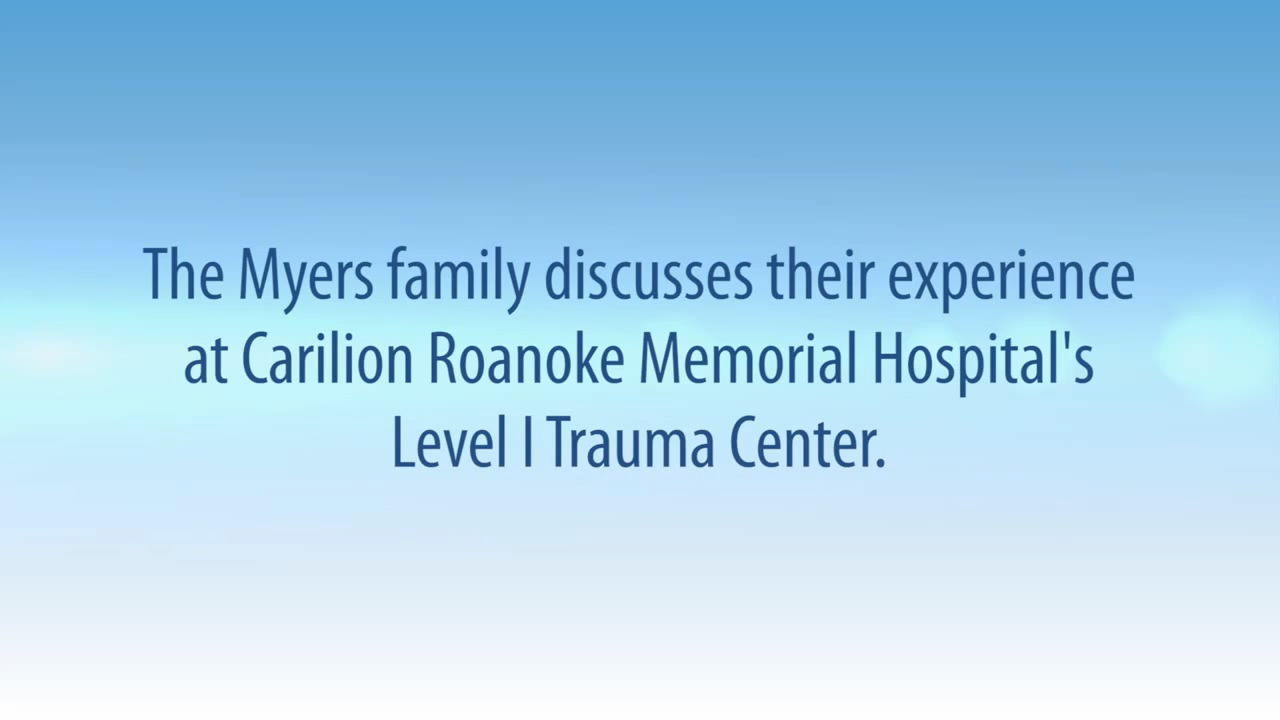 The Myers family discusses their experience
at Carilion Roanoke Memorial Hospital's
Level I Trauma Center.